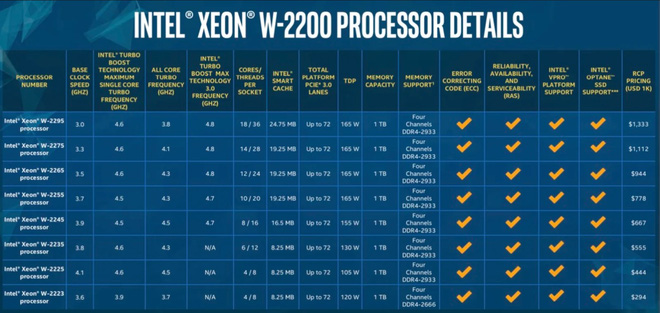 INTEL® XEON® W-2200 PROCESSOR DETAILS
PROCESSOR NUMBER | BASE CLOCK SPEED (GHZ) | INTEL® TURBO BOOST TECHNOLOGY MAXIMUM SINGLE CORE TURBO FREQUENCY (GHZ) | ALL CORE TURBO FREQUENCY (GHZ) | INTEL® TURBO BOOST MAX TECHNOLOGY 3.0 FREQUENCY (GHZ) | CORES/ THREADS PER SOCKET | INTEL® SMART CACHE | TOTAL PLATFORM PCIE® 3.0 LANES | TDP | MEMORY CAPACITY | MEMORY SUPPORT¹ | ERROR CORRECTING CODE (ECC) | RELIABILITY, AVAILABILITY, AND SERVICEABILITY (RAS) | INTEL® VPRO™ PLATFORM SUPPORT | INTEL® OPTANE™ SSD SUPPORT*** | RCP PRICING (USD 1K)
Intel® Xeon® W-2295 processor | 3.0 | 4.6 | 3.8 | 4.8 | 18 / 36 | 24.75 MB | Up to 72 | 165 W | 1 TB | Four Channels DDR4-2933 | ✓ | ✓ | ✓ | ✓ | $1,333
Intel® Xeon® W-2275 processor | 3.3 | 4.6 | 4.1 | 4.8 | 14 / 28 | 19.25 MB | Up to 72 | 165 W | 1 TB | Four Channels DDR4-2933 | ✓ | ✓ | ✓ | ✓ | $1,112
Intel® Xeon® W-2265 processor | 3.5 | 4.6 | 4.3 | 4.8 | 12 / 24 | 19.25 MB | Up to 72 | 165 W | 1 TB | Four Channels DDR4-2933 | ✓ | ✓ | ✓ | ✓ | $944
Intel® Xeon® W-2255 processor | 3.7 | 4.5 | 4.3 | 4.7 | 10 / 20 | 19.25 MB | Up to 72 | 165 W | 1 TB | Four Channels DDR4-2933 | ✓ | ✓ | ✓ | ✓ | $778
Intel® Xeon® W-2245 processor | 3.9 | 4.5 | 4.5 | 4.7 | 8 / 16 | 16.5 MB | Up to 72 | 155 W | 1 TB | Four Channels DDR4-2933 | ✓ | ✓ | ✓ | ✓ | $667
Intel® Xeon® W-2235 processor | 3.8 | 4.6 | 4.3 | N/A | 6 / 12 | 8.25 MB | Up to 72 | 130 W | 1 TB | Four Channels DDR4-2933 | ✓ | ✓ | ✓ | ✓ | $555
Intel® Xeon® W-2225 processor | 4.1 | 4.6 | 4.5 | N/A | 4 / 8 | 8.25 MB | Up to 72 | 105 W | 1 TB | Four Channels DDR4-2933 | ✓ | ✓ | ✓ | ✓ | $444
Intel® Xeon® W-2223 processor | 3.6 | 3.9 | 3.7 | N/A | 4 / 8 | 8.25 MB | Up to 72 | 120 W | 1 TB | Four Channels DDR4-2666 | ✓ | ✓ | ✓ | ✓ | $294